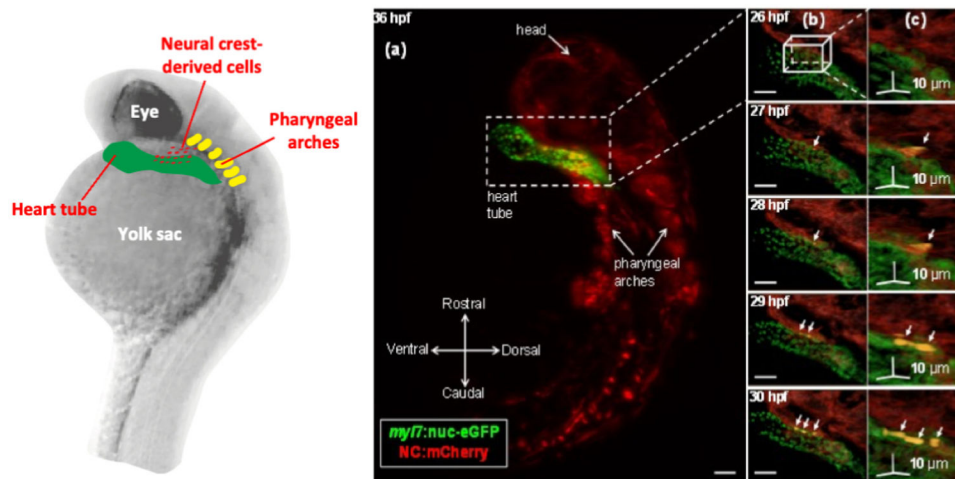 Neural crest-
derived cells
Eye
Pharyngeal
arches
Heart tube
Yolk sac
36 hpf
(a)
head
heart
tube
pharyngeal
arches
Rostral
Ventral
Dorsal
Caudal
myl7:nuc-eGFP
NC:mCherry
26 hpf
(b)
(c)
10 µm
27 hpf
10 µm
28 hpf
10 µm
29 hpf
10 µm
30 hpf
10 µm